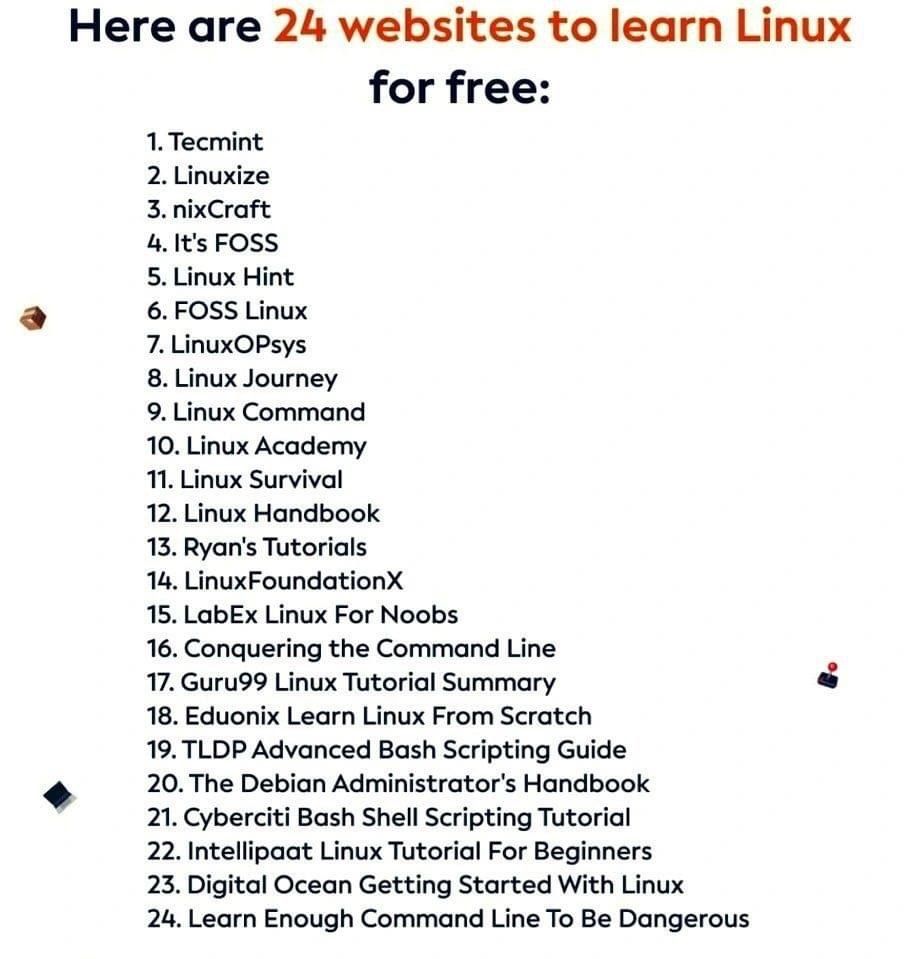 Here are 24 websites to learn Linux
for free:
1. Tecmint
2. Linuxize
3. nixCraft
4. It's FOSS
5. Linux Hint
6. FOSS Linux
7. LinuxOPsys
8. Linux Journey
9. Linux Command
10. Linux Academy
11. Linux Survival
12. Linux Handbook
13. Ryan's Tutorials
14. LinuxFoundationX
15. LabEx Linux For Noobs
16. Conquering the Command Line
17. Guru99 Linux Tutorial Summary
18. Eduonix Learn Linux From Scratch
19. TLDP Advanced Bash Scripting Guide
20. The Debian Administrator's Handbook
21. Cyberciti Bash Shell Scripting Tutorial
22. Intellipaat Linux Tutorial For Beginners
23. Digital Ocean Getting Started With Linux
24. Learn Enough Command Line To Be Dangerous